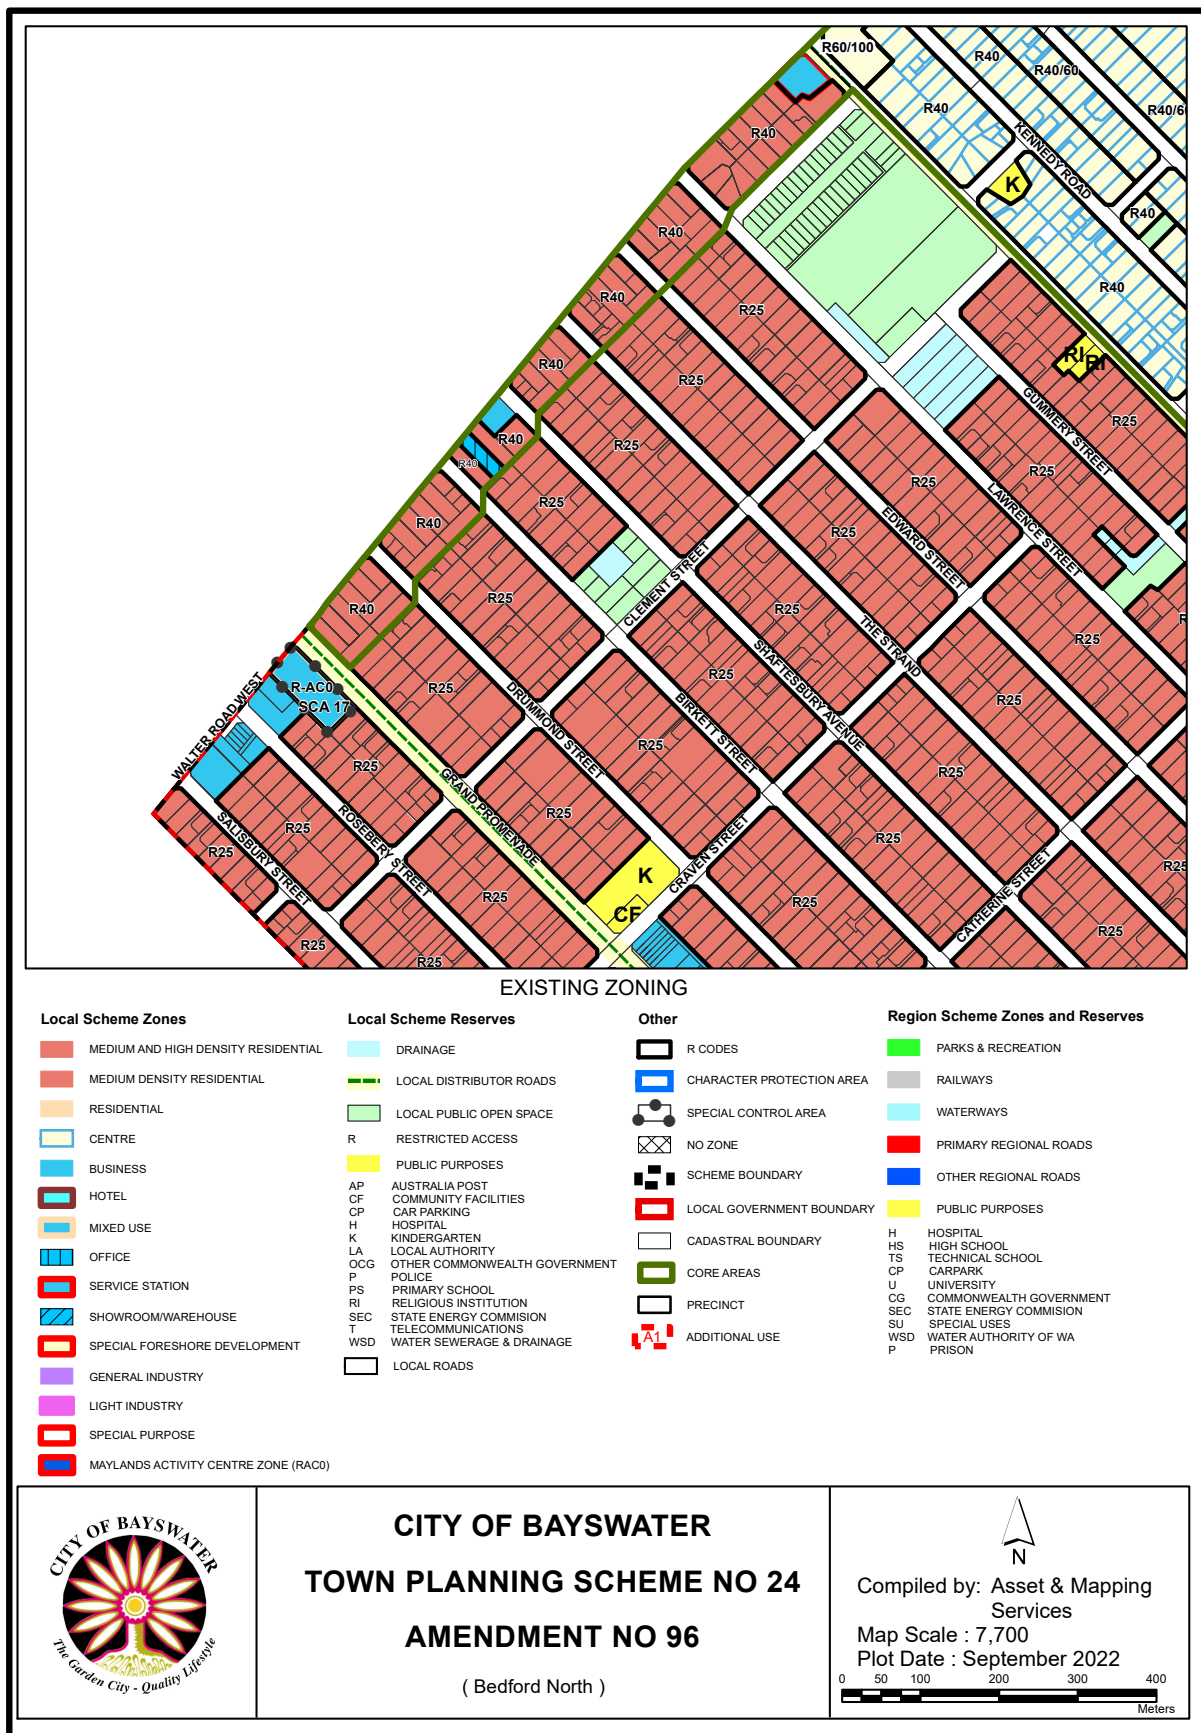 R60/100
R40
R40/60
R40/6
R40
KENNEDY ROAD
K
R40
R40
R40
R40
R40
R40
R40
R40
R40
R40
R25
R25
R25
R25
RI
RI
R25
GUMMERY STREET
R25
LAWRENCE STREET
R25
EDWARD STREET
R25
CLEMENT STREET
R25
R25
THE STRAND
R25
R25
R
SHAFTESBURY AVENUE
R25
BIRKETT STREET
R25
DRUMMOND STREET
R25
R-AC0
SCA 17
WALTER ROAD WEST
R25
R25
R25
R25
GRAND PROMENADE
R25
ROSEBERY STREET
R25
SALISBURY STREET
R25
R25
K
CF
CRAVEN STREET
R25
R25
CATHERINE STREET
R25
R25
R25
R25
EXISTING ZONING
Local Scheme Zones
MEDIUM AND HIGH DENSITY RESIDENTIAL
MEDIUM DENSITY RESIDENTIAL
RESIDENTIAL
CENTRE
BUSINESS
HOTEL
MIXED USE
OFFICE
SERVICE STATION
SHOWROOM/WAREHOUSE
SPECIAL FORESHORE DEVELOPMENT
GENERAL INDUSTRY
LIGHT INDUSTRY
SPECIAL PURPOSE
MAYLANDS ACTIVITY CENTRE ZONE (RAC0)
Local Scheme Reserves
DRAINAGE
LOCAL DISTRIBUTOR ROADS
LOCAL PUBLIC OPEN SPACE
R RESTRICTED ACCESS
PUBLIC PURPOSES
AP AUSTRALIA POST
CF COMMUNITY FACILITIES
CP CAR PARKING
H HOSPITAL
K KINDERGARTEN
LA LOCAL AUTHORITY
OCG OTHER COMMONWEALTH GOVERNMENT
P POLICE
PS PRIMARY SCHOOL
RI RELIGIOUS INSTITUTION
SEC STATE ENERGY COMMISION
T TELECOMMUNICATIONS
WSD WATER SEWERAGE & DRAINAGE
LOCAL ROADS
Other
R CODES
CHARACTER PROTECTION AREA
SPECIAL CONTROL AREA
NO ZONE
SCHEME BOUNDARY
LOCAL GOVERNMENT BOUNDARY
CADASTRAL BOUNDARY
CORE AREAS
PRECINCT
A1 ADDITIONAL USE
Region Scheme Zones and Reserves
PARKS & RECREATION
RAILWAYS
WATERWAYS
PRIMARY REGIONAL ROADS
OTHER REGIONAL ROADS
PUBLIC PURPOSES
H HOSPITAL
HS HIGH SCHOOL
TS TECHNICAL SCHOOL
CP CARPARK
U UNIVERSITY
CG COMMONWEALTH GOVERNMENT
SEC STATE ENERGY COMMISION
SU SPECIAL USES
WSD WATER AUTHORITY OF WA
P PRISON
CITY OF BAYSWATER
The Garden City - Quality Lifestyle
CITY OF BAYSWATER
TOWN PLANNING SCHEME NO 24
AMENDMENT NO 96
( Bedford North )
N
Compiled by: Asset & Mapping
Services
Map Scale : 7,700
Plot Date : September 2022
0 50 100 200 300 400
Meters